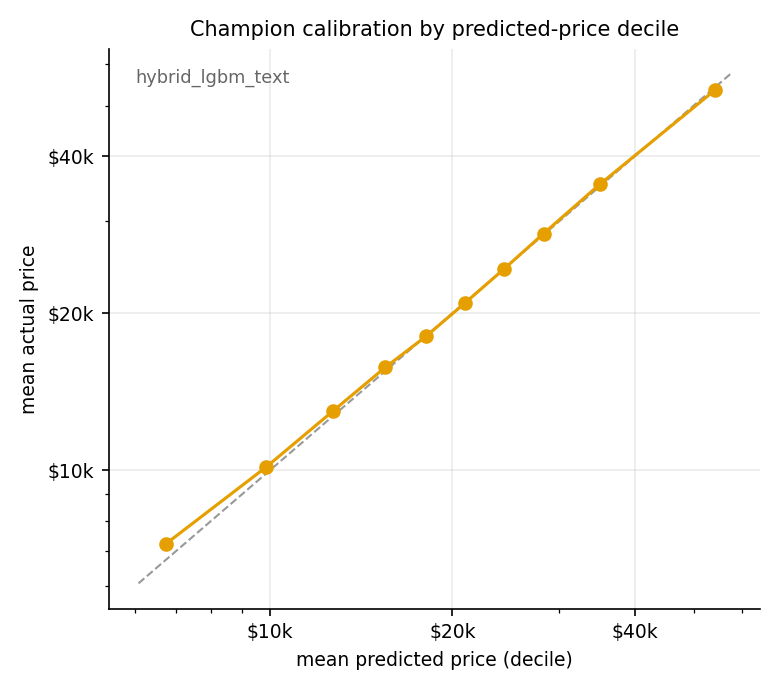 Champion calibration by predicted-price decile
hybrid_lgbm_text
mean actual price
$40k
$20k
$10k
$10k
$20k
$40k
mean predicted price (decile)